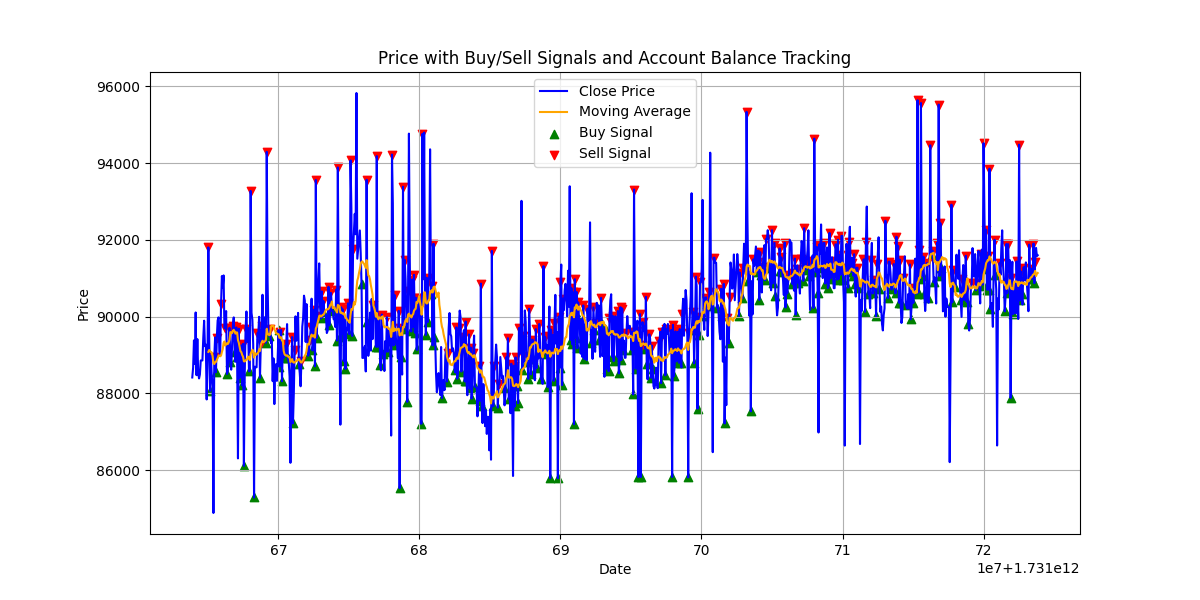 Price with Buy/Sell Signals and Account Balance Tracking
Close Price
Moving Average
Buy Signal
Sell Signal
96000
94000
92000
90000
88000
86000
Price
67 68 69 70 71 72
1e7+1.731e12
Date